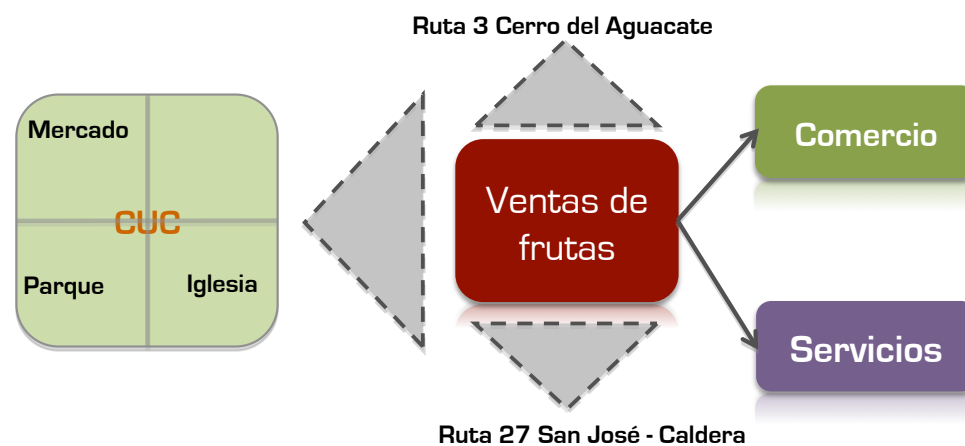 Ruta 3 Cerro del Aguacate
Mercado
CUC
Parque
Iglesia
Ventas de
frutas
Comercio
Servicios
Ruta 27 San José - Caldera